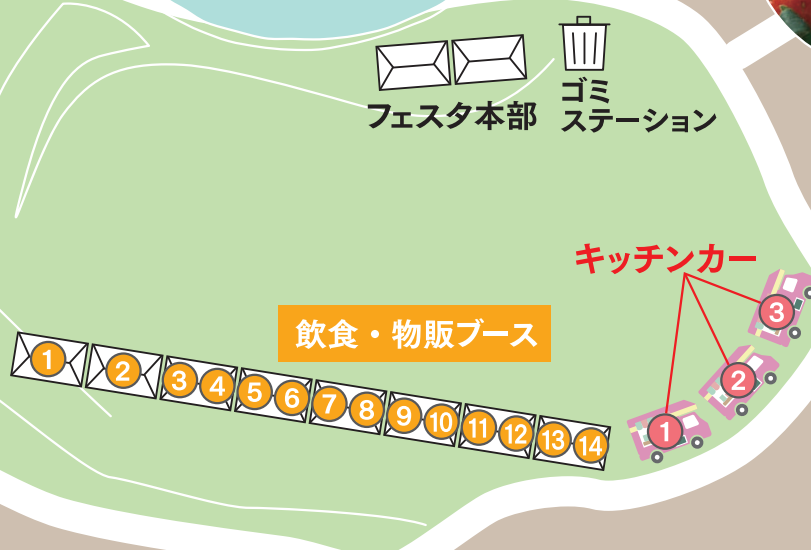 フェスタ本部
ゴミ
ステーション
キッチンカー
3
2
1
飲食・物販ブース
1 2 3 4 5 6 7 8 9 10 11 12 13 14